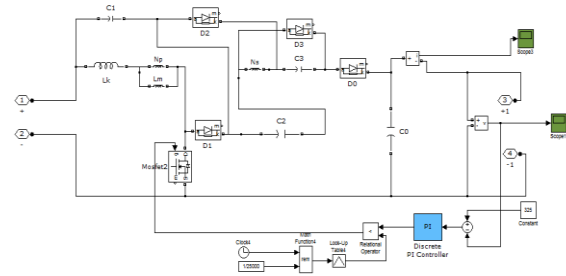 C1
D2
D3
Np
Lk
Lm
Ns
C3
D0
Scope3
1
+
3
+1
2
-
D1
C2
C0
Scope1
4
-1
Mosfet2
325
Constant
PI
Discrete
PI Controller
<
Relational
Operator
Clock4
Math
Function4
Look-Up
Table4
1/25000
rem